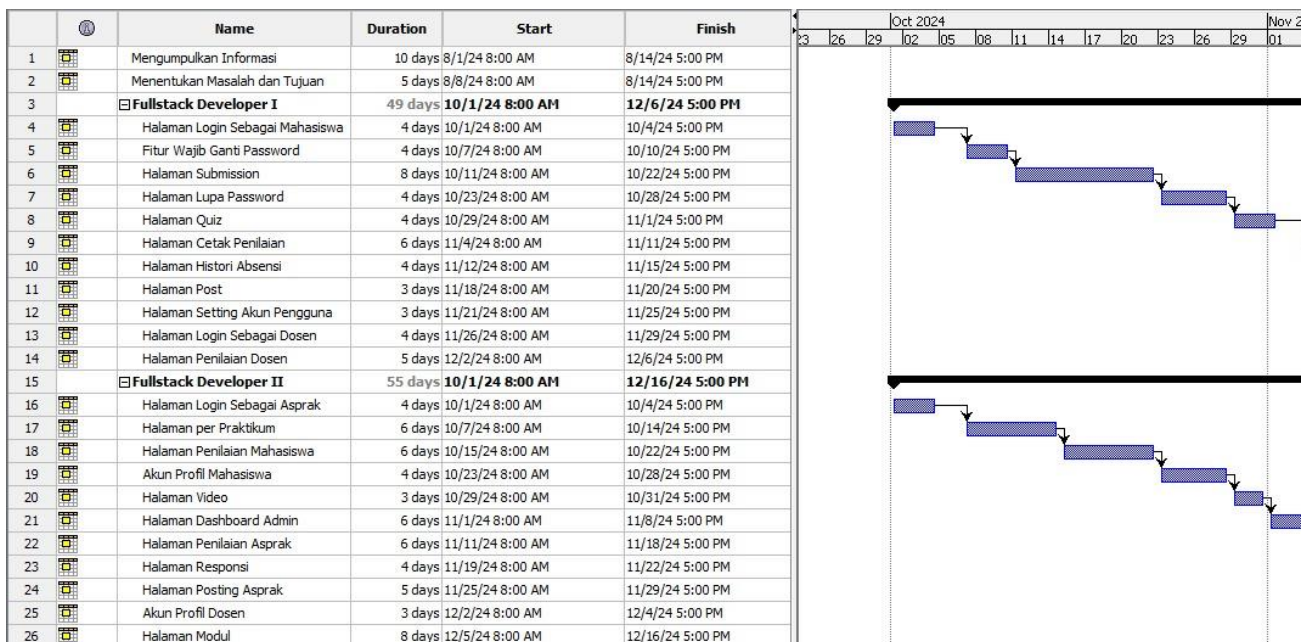 Name Duration Start Finish
Oct 2024 Nov 2
23 26 29 02 05 08 11 14 17 20 23 26 29 01
1 Mengumpulkan Informasi 10 days 8/1/24 8:00 AM 8/14/24 5:00 PM
2 Menentukan Masalah dan Tujuan 5 days 8/8/24 8:00 AM 8/14/24 5:00 PM
3 Fullstack Developer I 49 days 10/1/24 8:00 AM 12/6/24 5:00 PM
4 Halaman Login Sebagai Mahasiswa 4 days 10/1/24 8:00 AM 10/4/24 5:00 PM
5 Fitur Wajib Ganti Password 4 days 10/7/24 8:00 AM 10/10/24 5:00 PM
6 Halaman Submission 8 days 10/11/24 8:00 AM 10/22/24 5:00 PM
7 Halaman Lupa Password 4 days 10/23/24 8:00 AM 10/28/24 5:00 PM
8 Halaman Quiz 4 days 10/29/24 8:00 AM 11/1/24 5:00 PM
9 Halaman Cetak Penilaian 6 days 11/4/24 8:00 AM 11/11/24 5:00 PM
10 Halaman Histori Absensi 4 days 11/12/24 8:00 AM 11/15/24 5:00 PM
11 Halaman Post 3 days 11/18/24 8:00 AM 11/20/24 5:00 PM
12 Halaman Setting Akun Pengguna 3 days 11/21/24 8:00 AM 11/25/24 5:00 PM
13 Halaman Login Sebagai Dosen 4 days 11/26/24 8:00 AM 11/29/24 5:00 PM
14 Halaman Penilaian Dosen 5 days 12/2/24 8:00 AM 12/6/24 5:00 PM
15 Fullstack Developer II 55 days 10/1/24 8:00 AM 12/16/24 5:00 PM
16 Halaman Login Sebagai Asprak 4 days 10/1/24 8:00 AM 10/4/24 5:00 PM
17 Halaman per Praktikum 6 days 10/7/24 8:00 AM 10/14/24 5:00 PM
18 Halaman Penilaian Mahasiswa 6 days 10/15/24 8:00 AM 10/22/24 5:00 PM
19 Akun Profil Mahasiswa 4 days 10/23/24 8:00 AM 10/28/24 5:00 PM
20 Halaman Video 3 days 10/29/24 8:00 AM 10/31/24 5:00 PM
21 Halaman Dashboard Admin 6 days 11/1/24 8:00 AM 11/8/24 5:00 PM
22 Halaman Penilaian Asprak 6 days 11/11/24 8:00 AM 11/18/24 5:00 PM
23 Halaman Responsi 4 days 11/19/24 8:00 AM 11/22/24 5:00 PM
24 Halaman Posting Asprak 5 days 11/25/24 8:00 AM 11/29/24 5:00 PM
25 Akun Profil Dosen 3 days 12/2/24 8:00 AM 12/4/24 5:00 PM
26 Halaman Modul 8 days 12/5/24 8:00 AM 12/16/24 5:00 PM